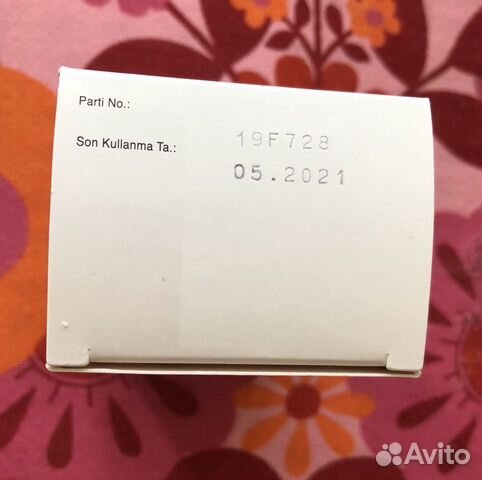 Parti No.:
19F728
Son Kullanma Ta.:
05.2021
Avito